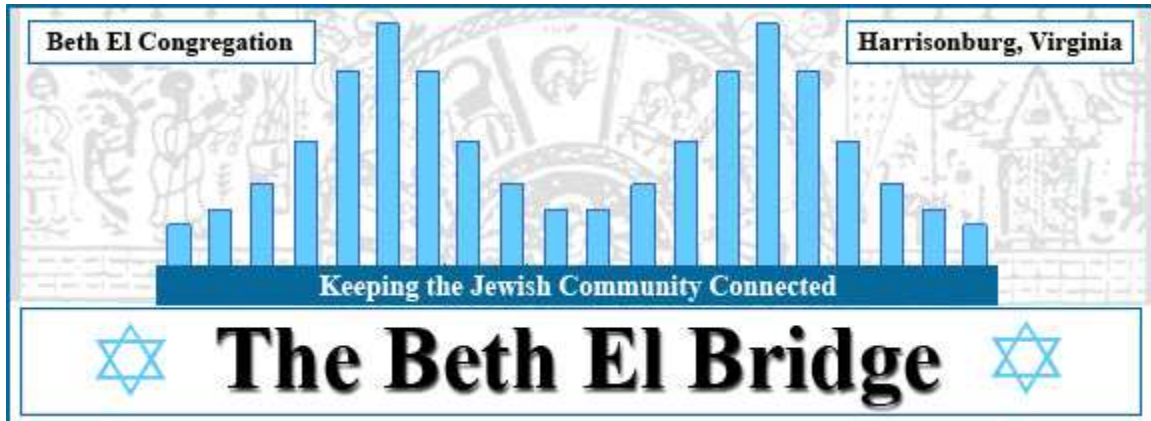 Beth El Congregation
Harrisonburg, Virginia
Keeping the Jewish Community Connected
The Beth El Bridge